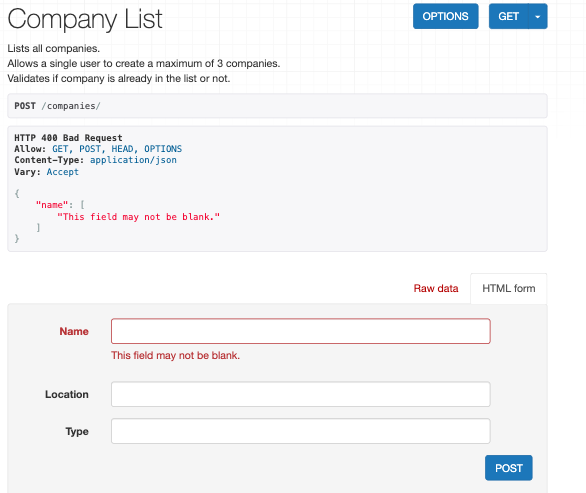 Company List
OPTIONS
GET
Lists all companies.
Allows a single user to create a maximum of 3 companies.
Validates if company is already in the list or not.
POST /companies/
HTTP 400 Bad Request
Allow: GET, POST, HEAD, OPTIONS
Content-Type: application/json
Vary: Accept
{
"name": [
"This field may not be blank."
]
}
Raw data
HTML form
Name
This field may not be blank.
Location
Type
POST